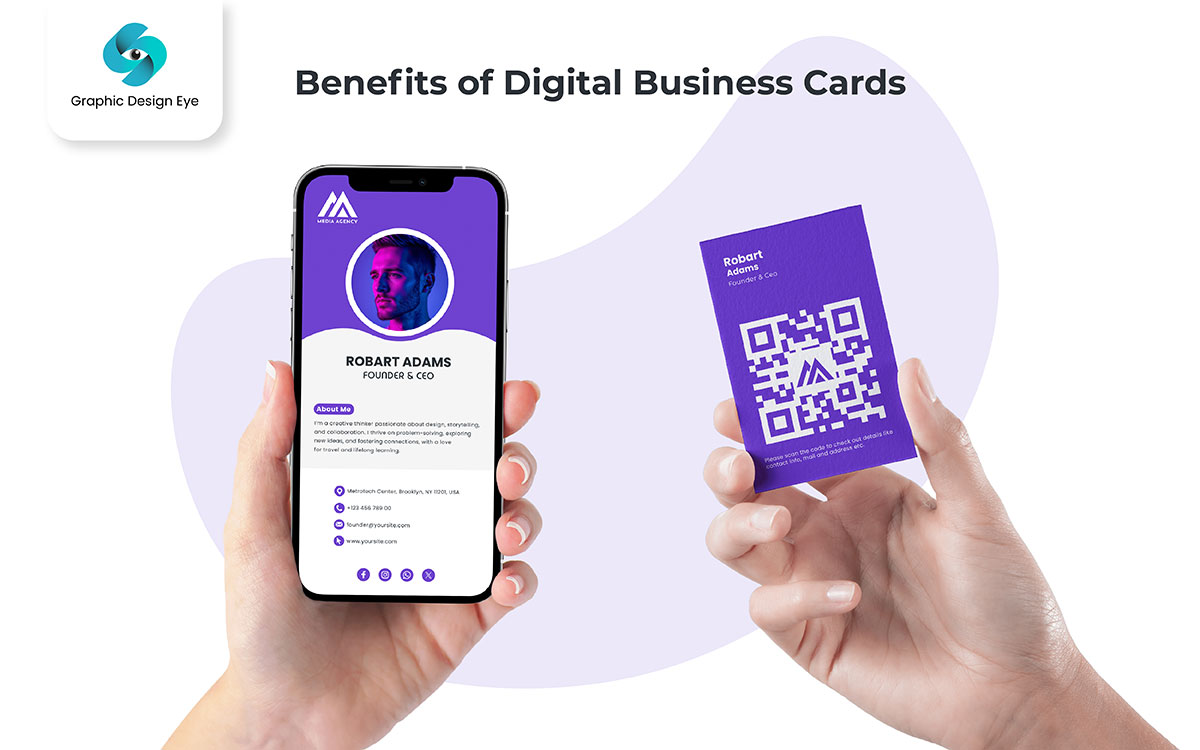 Graphic Design Eye
Benefits of Digital Business Cards
MEDIA AGENCY
ROBART ADAMS
FOUNDER & CEO
About Me
I'm a creative thinker passionate about design, storytelling,
and collaboration. I thrive on problem-solving, exploring
new ideas, and fostering connections, with a love
for travel and lifelong learning.
Metrotech Center, Brooklyn, NY 11201, USA
+123 456 789 00
founder@yoursite.com
www.yoursite.com
Robart
Adams
Founder & Ceo
Please scan the code to check out details like
contact info, mail and address etc.